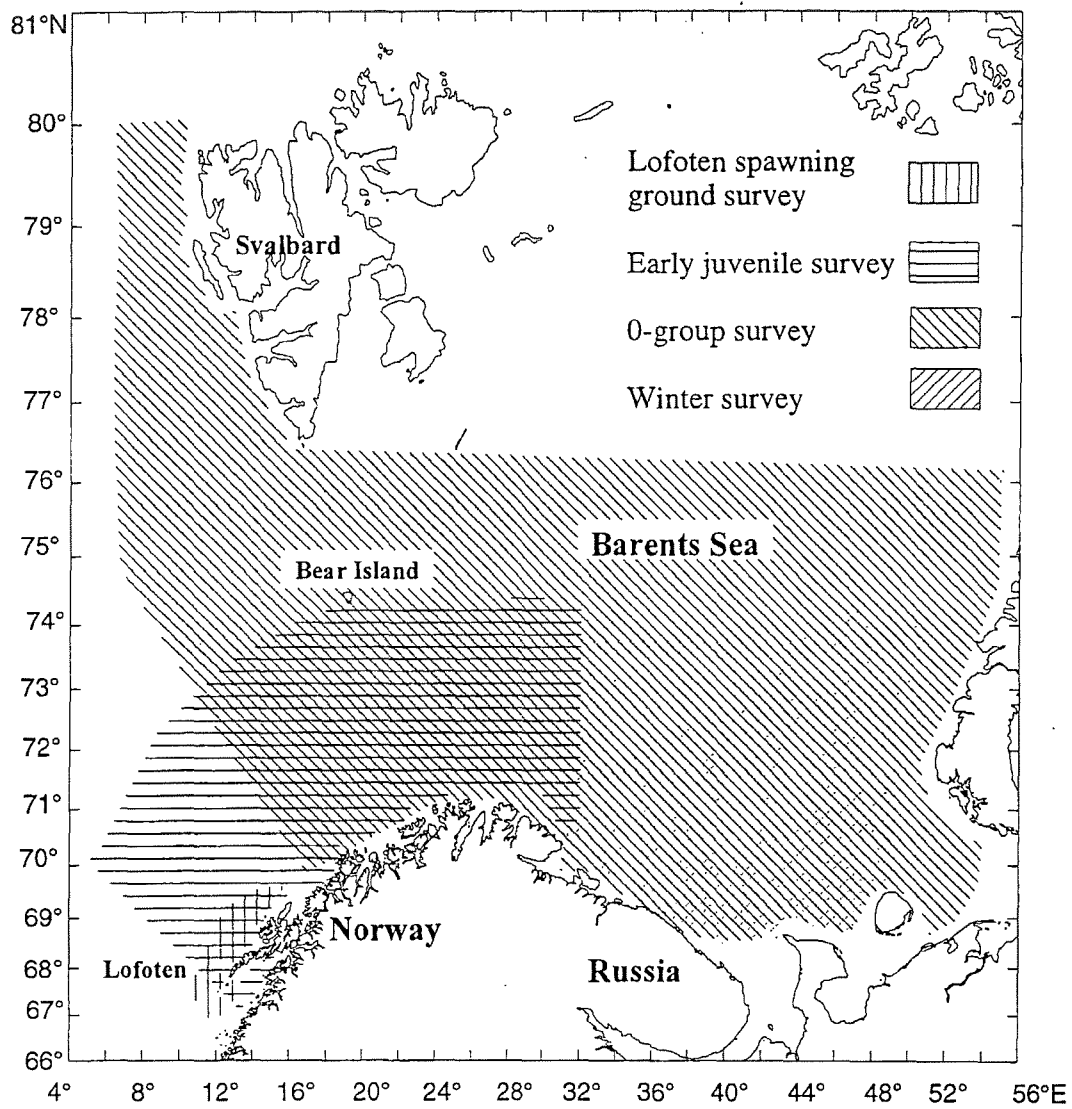 81°N
80°
79°
78°
77°
76°
75°
74°
73°
72°
71°
70°
69°
68°
67°
66°
4
8
12°
16°
20°
24°
28°
32°
36°
40°
44°
48°
52°
56°E
Lofoten spawning
ground survey
Early juvenile survey
0-group survey
Winter survey
Svalbard
Barents Sea
Bear Island
Norway
Lofoten
Russia